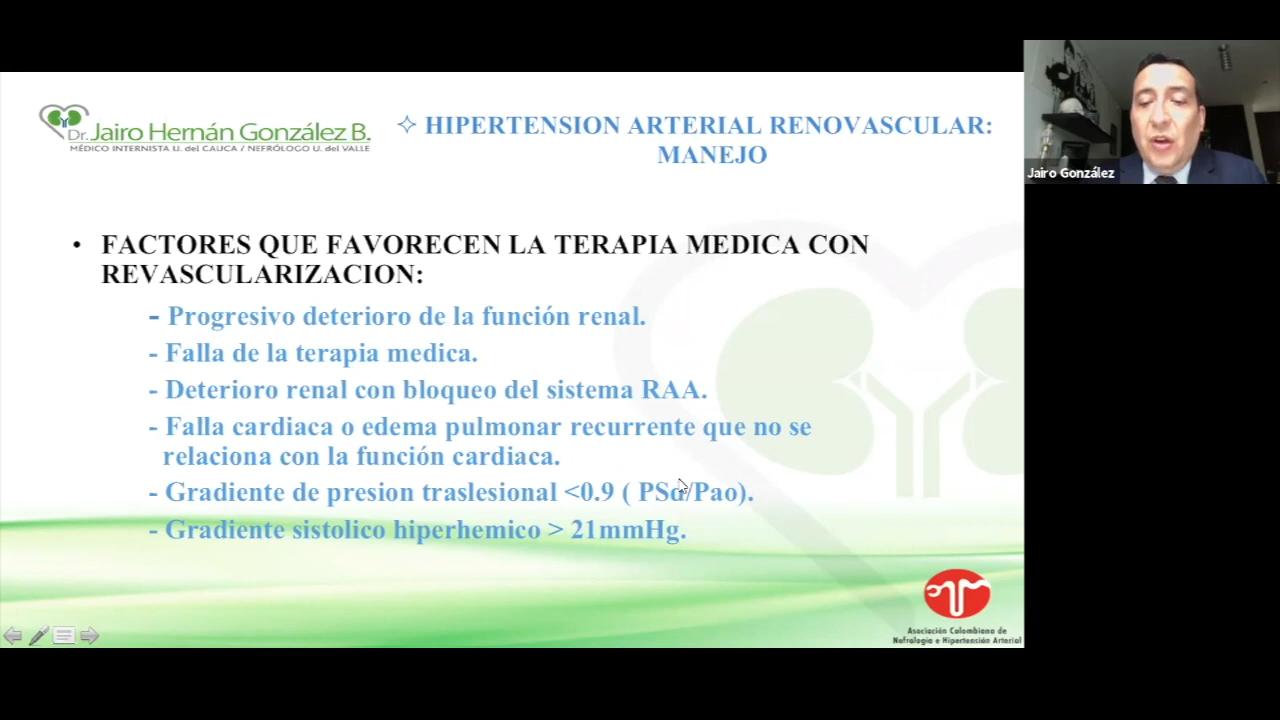 Dr. Jairo Hernán González B.
MÉDICO INTERNISTA U. del CAUCA / NEFRÓLOGO U. del VALLE
✧ HIPERTENSION ARTERIAL RENOVASCULAR:
MANEJO
Jairo González
• FACTORES QUE FAVORECEN LA TERAPIA MEDICA CON
REVASCULARIZACION:
- Progresivo deterioro de la función renal.
- Falla de la terapia medica.
- Deterioro renal con bloqueo del sistema RAA.
- Falla cardiaca o edema pulmonar recurrente que no se
relaciona con la función cardiaca.
- Gradiente de presion traslesional <0.9 ( PSd/Pao).
- Gradiente sistolico hiperhemico > 21mmHg.
Asociación Colombiana de
Nefrología e Hipertensión Arterial